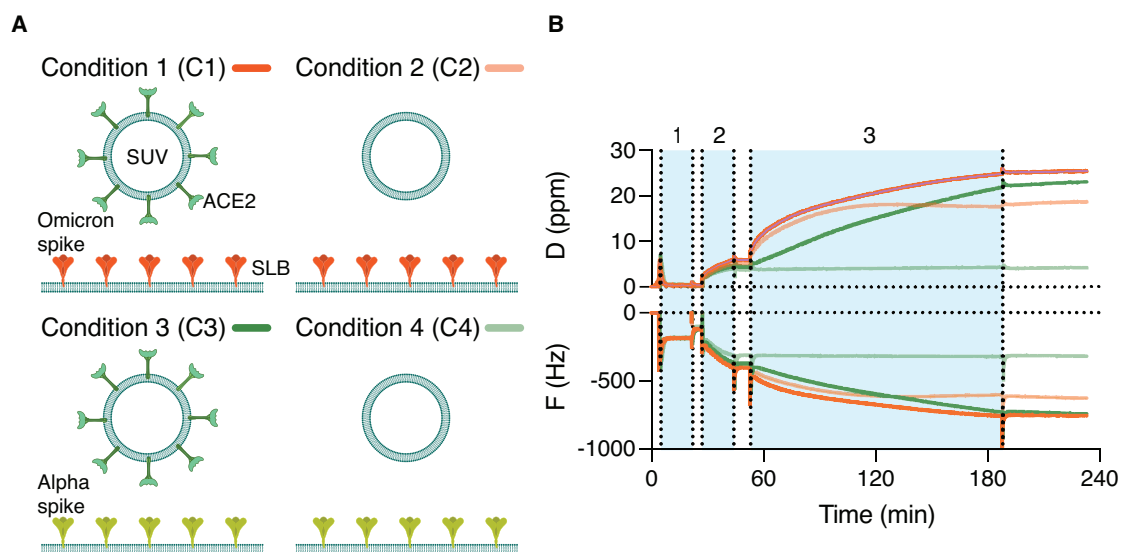 A
Condition 1 (C1)
Condition 2 (C2)
SUV
ACE2
Omicron
spike
SLB
Condition 3 (C3)
Condition 4 (C4)
Alpha
spike
B
1 2 3
30
20
10
0
D (ppm)
0
-500
-1000
F (Hz)
0 60 120 180 240
Time (min)